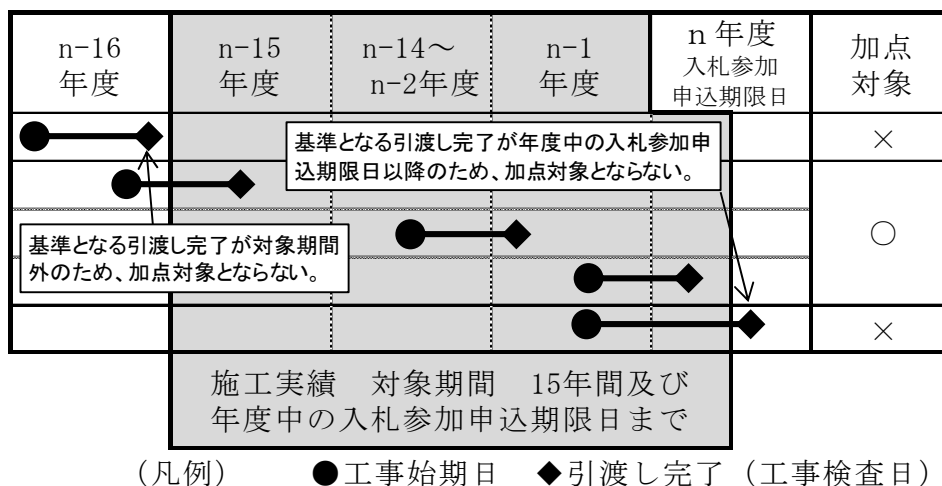 n-16
年度
n-15
年度
n-14～
n-2年度
n-1
年度
n 年度
入札参加
申込期限日
加点
対象
×
基準となる引渡し完了が年度中の入札参加申
込期限日以降のため、加点対象とならない。
基準となる引渡し完了が対象期間
外のため、加点対象とならない。
○
×
施工実績　対象期間　15年間及び
年度中の入札参加申込期限日まで
（凡例）　●工事始期日　◆引渡し完了（工事検査日）